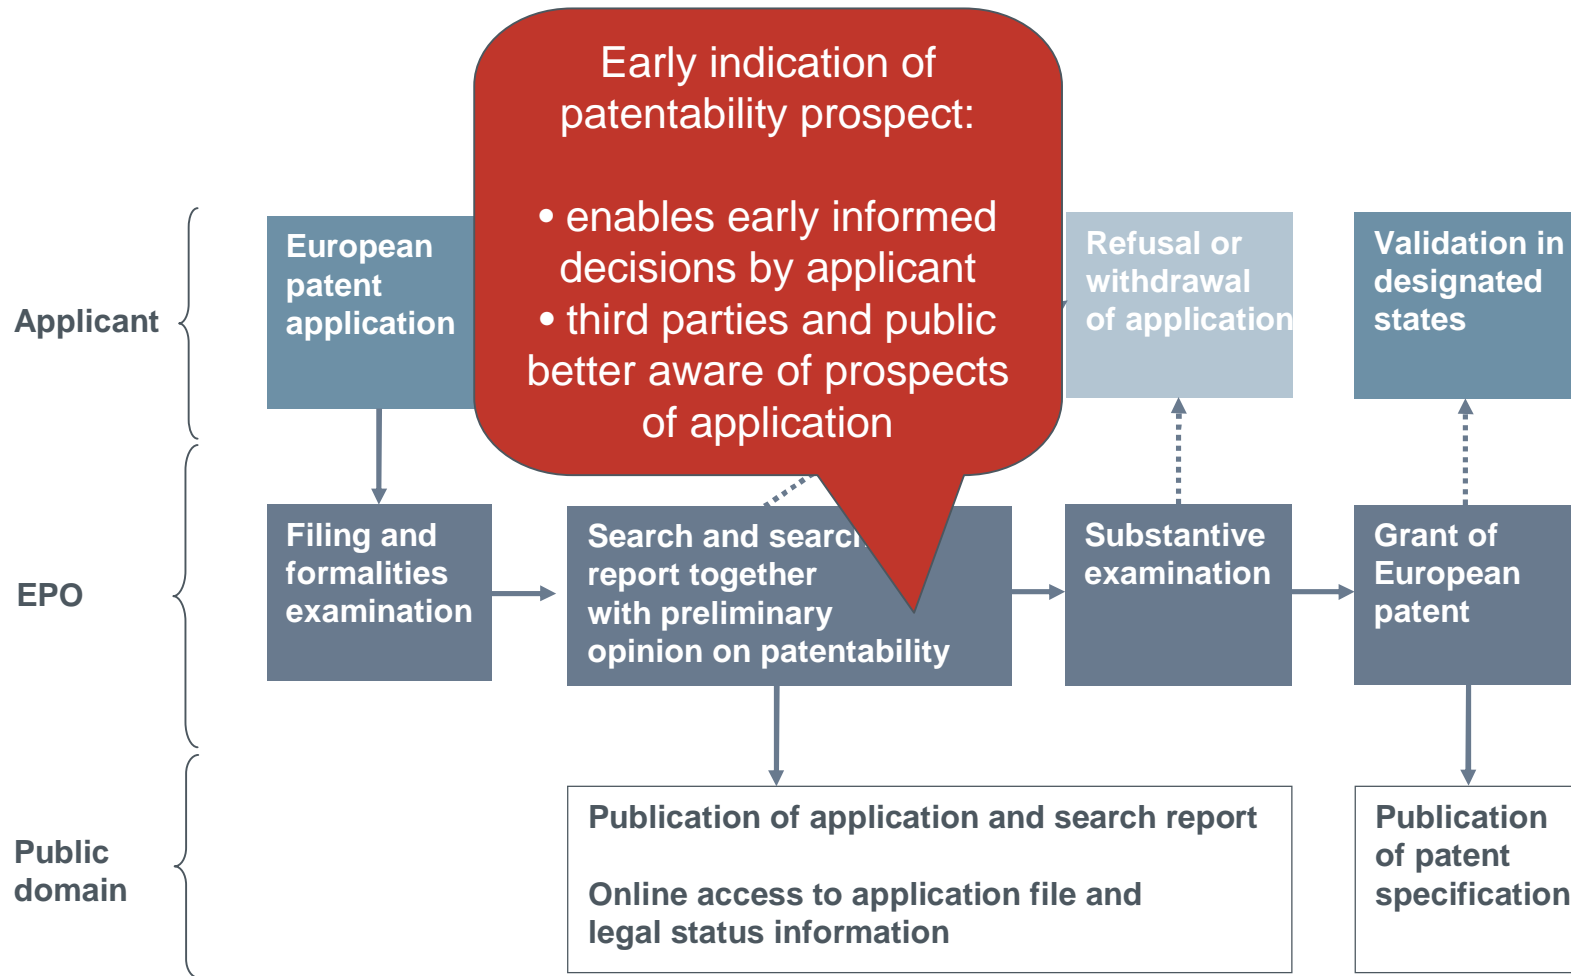 Early indication of
patentability prospect:
• enables early informed
decisions by applicant
• third parties and public
better aware of prospects
of application
Applicant
European
patent
application
Refusal or
withdrawal
of application
Validation in
designated
states
EPO
Filing and
formalities
examination
Search and search
report together
with preliminary
opinion on patentability
Substantive
examination
Grant of
European
patent
Public
domain
Publication of application and search report
Online access to application file and
legal status information
Publication
of patent
specification